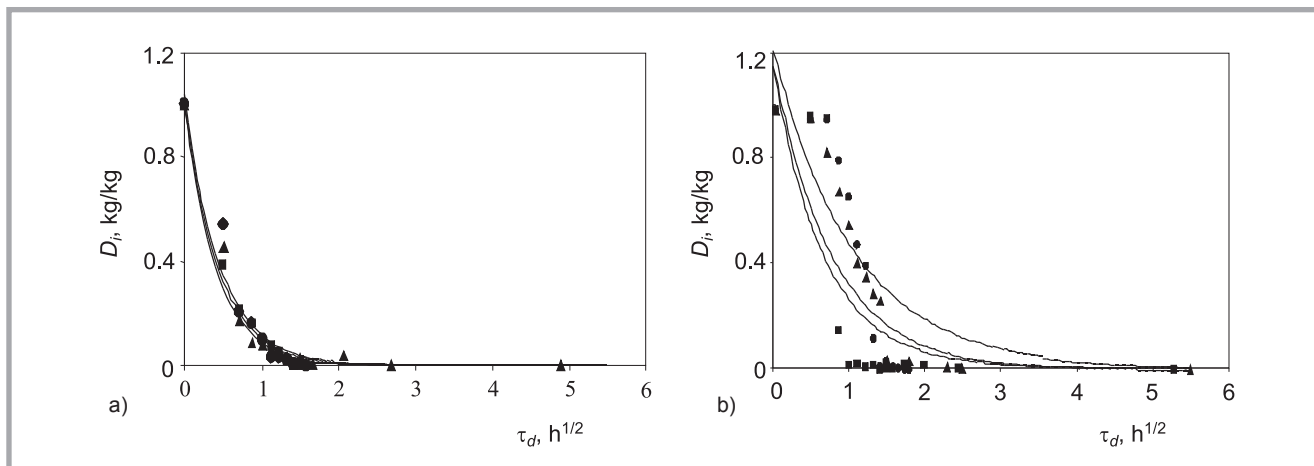 1.2
0.8
0.4
0
D_i, kg/kg
0 1 2 3 4 5 6
a)
τ_d, h^{1/2}
1.2
0.8
0.4
0
D_i, kg/kg
0 1 2 3 4 5 6
b)
τ_d, h^{1/2}